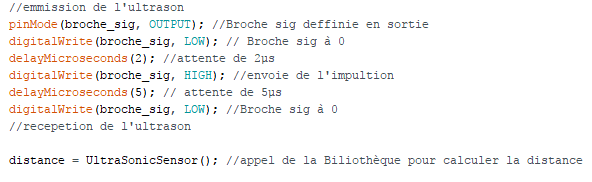 //emmission de l'ultrason
pinMode(broche_sig, OUTPUT); //Broche sig deffinie en sortie
digitalWrite(broche_sig, LOW); // Broche sig à 0
delayMicroseconds(2); //attente de 2µs
digitalWrite(broche_sig, HIGH); //envoie de l'impultion
delayMicroseconds(5); // attente de 5µs
digitalWrite(broche_sig, LOW); //Broche sig à 0
//recepetion de l'ultrason
distance = UltraSonicSensor(); //appel de la Biliothèque pour calculer la distance